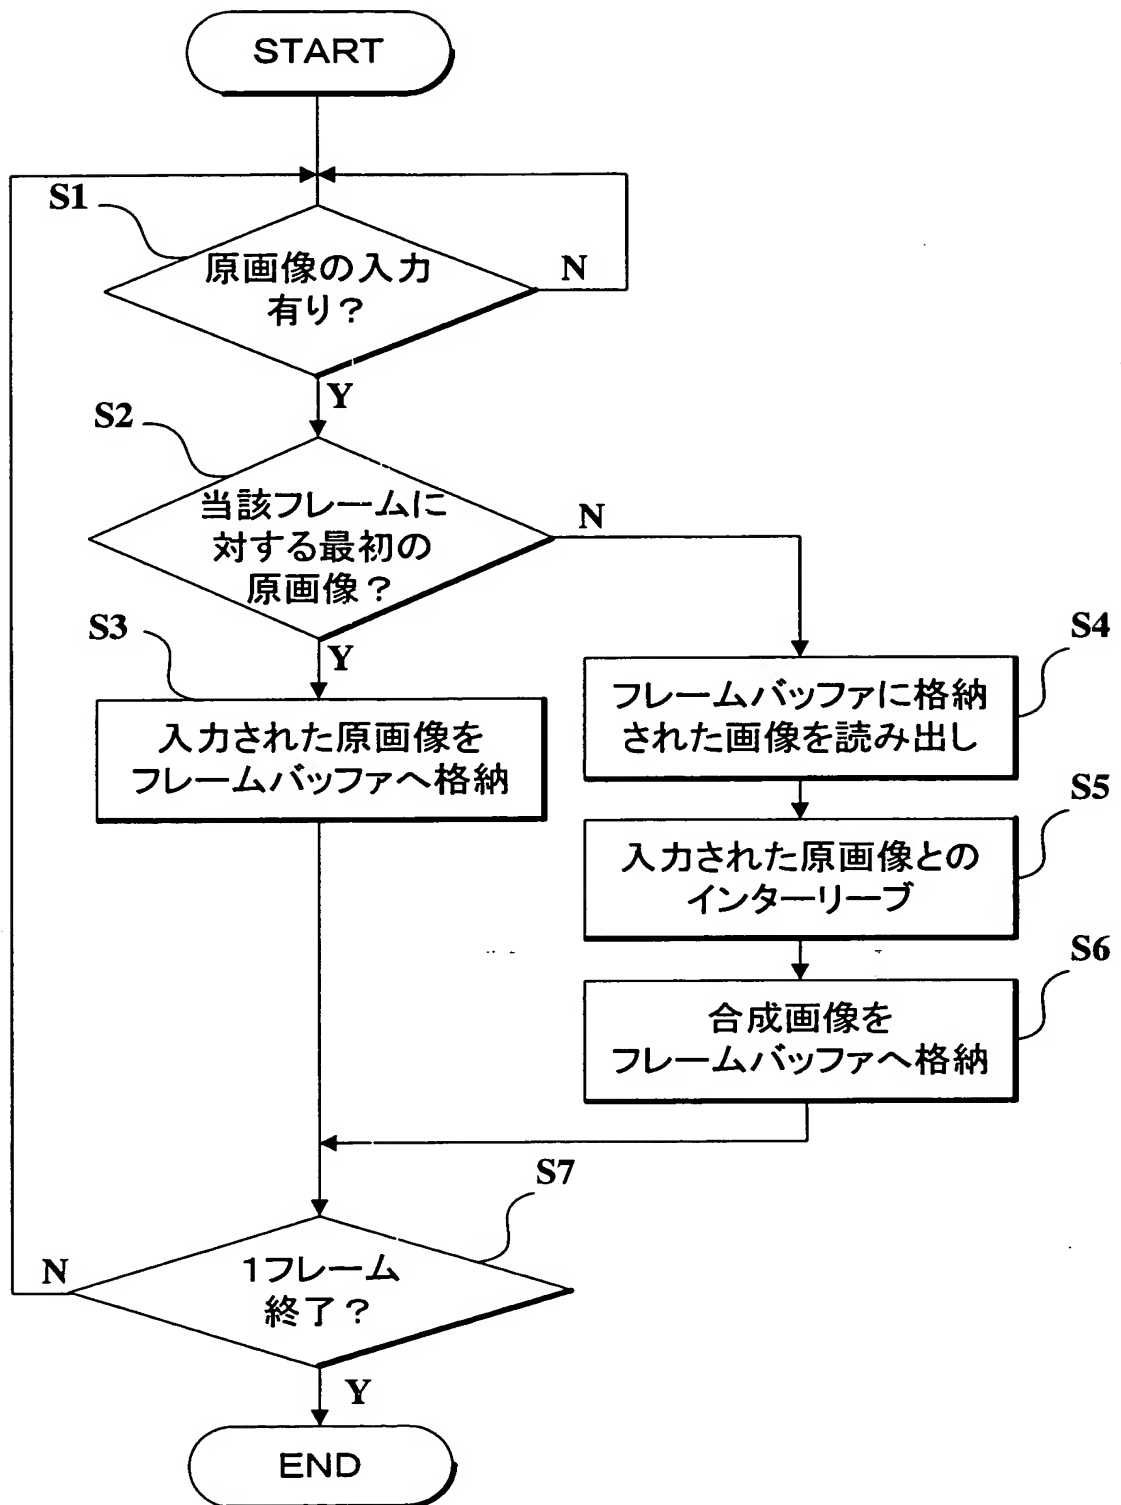 START
S1
原画像の入力
有り？
N
Y
S2
当該フレームに
対する最初の
原画像？
N
Y
S3
入力された原画像を
フレームバッファへ格納
S4
フレームバッファに格納
された画像を読み出し
S5
入力された原画像との
インターリーブ
S6
合成画像を
フレームバッファへ格納
S7
1フレーム
終了？
N
Y
END